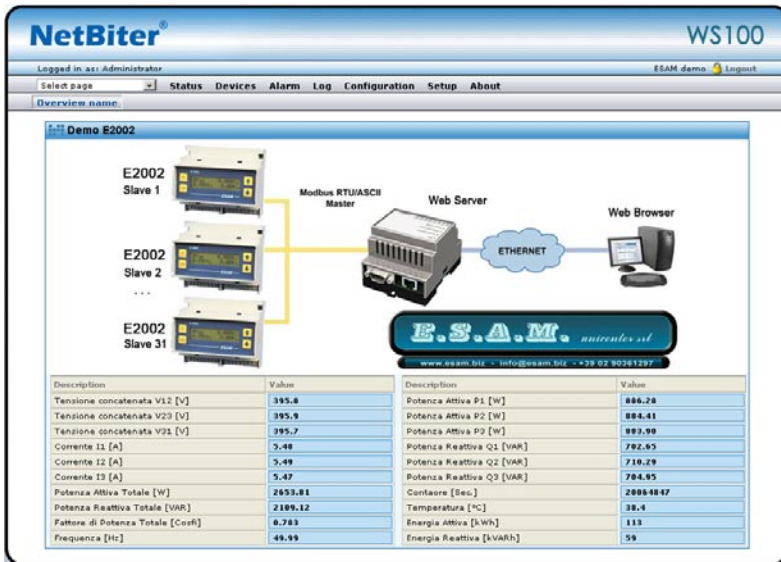 NetBiter®
WS100
Logged in as: Administrator
ESAM demo Logout
Select page Status Devices Alarm Log Configuration Setup About
Overview name
Demo E2002
E2002
Slave 1
Modbus RTU/ASCII
Master
Web Server
Web Browser
E2002
Slave 2
...
ETHERNET
E2002
Slave 31
E.S.A.M. unicenter srl
www.esam.biz - info@esam.biz - +39 02 90361297
Description Value
Tensione concatenata V12 [V] 395.8
Tensione concatenata V23 [V] 395.9
Tensione concatenata V31 [V] 395.7
Corrente I1 [A] 5.48
Corrente I2 [A] 5.49
Corrente I3 [A] 5.47
Potenza Attiva Totale [W] 2653.81
Potenza Reattiva Totale [VAR] 2109.12
Fattore di Potenza Totale [Cosfi] 0.783
Frequenza [Hz] 49.99
Description Value
Potenza Attiva P1 [W] 886.28
Potenza Attiva P2 [W] 884.41
Potenza Attiva P3 [W] 883.90
Potenza Reattiva Q1 [VAR] 702.65
Potenza Reattiva Q2 [VAR] 710.29
Potenza Reattiva Q3 [VAR] 704.95
Contaore [Sec.] 20064847
Temperatura [°C] 38.4
Energia Attiva [kWh] 113
Energia Reattiva [kVARh] 59